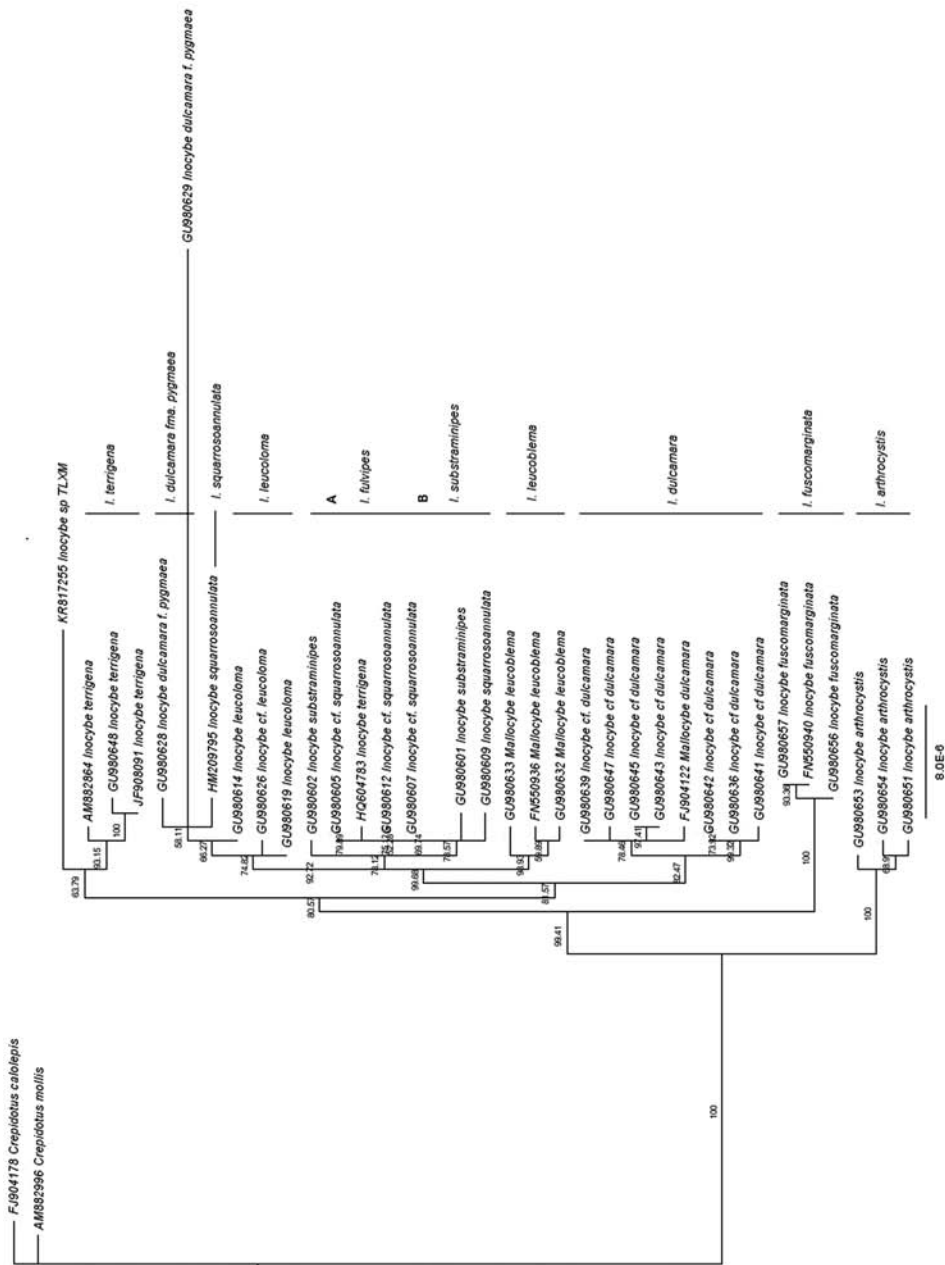 FJ904178 Crepidotus calolepis
AM882996 Crepidotus mollis
KR817255 Inocybe sp TLXM
AM882864 Inocybe terrigena
GU980648 Inocybe terrigena
JF908091 Inocybe terrigena
GU980628 Inocybe dulcamara f. pygmaea
GU980629 Inocybe dulcamara f. pygmaea
HM209795 Inocybe squarrosoannulata
GU980614 Inocybe leucoloma
GU980626 Inocybe cf. leucoloma
GU980619 Inocybe leucoloma
GU980602 Inocybe substraminipes
GU980605 Inocybe cf. squarrosoannulata
HQ604783 Inocybe terrigena
GU980612 Inocybe cf. squarrosoannulata
GU980607 Inocybe cf. squarrosoannulata
GU980601 Inocybe substraminipes
GU980609 Inocybe squarrosoannulata
GU980633 Mallocybe leucoblema
FN550936 Mallocybe leucoblema
GU980632 Mallocybe leucoblema
GU980639 Inocybe cf. dulcamara
GU980647 Inocybe cf dulcamara
GU980645 Inocybe cf dulcamara
GU980643 Inocybe cf dulcamara
FJ904122 Mallocybe dulcamara
GU980642 Inocybe cf dulcamara
GU980636 Inocybe cf dulcamara
GU980641 Inocybe cf dulcamara
GU980657 Inocybe fuscomarginata
FN550940 Inocybe fuscomarginata
GU980656 Inocybe fuscomarginata
GU980653 Inocybe arthrocystis
GU980654 Inocybe arthrocystis
GU980651 Inocybe arthrocystis
I. terrigena
I. dulcamara fma. pygmaea
I. squarrosoannulata
I. leucoloma
A
I. fulvipes
B
I. substraminipes
I. leucoblema
I. dulcamara
I. fuscomarginata
I. arthrocystis
63.79
93.15
100
58.11
66.27
74.82
92.22
79.89
78.12
69.74
78.57
99.68
98.93
59.89
78.46
97.41
73.92
99.32
82.47
81.57
80.57
93.36
100
99.41
100
100
8.0E-6